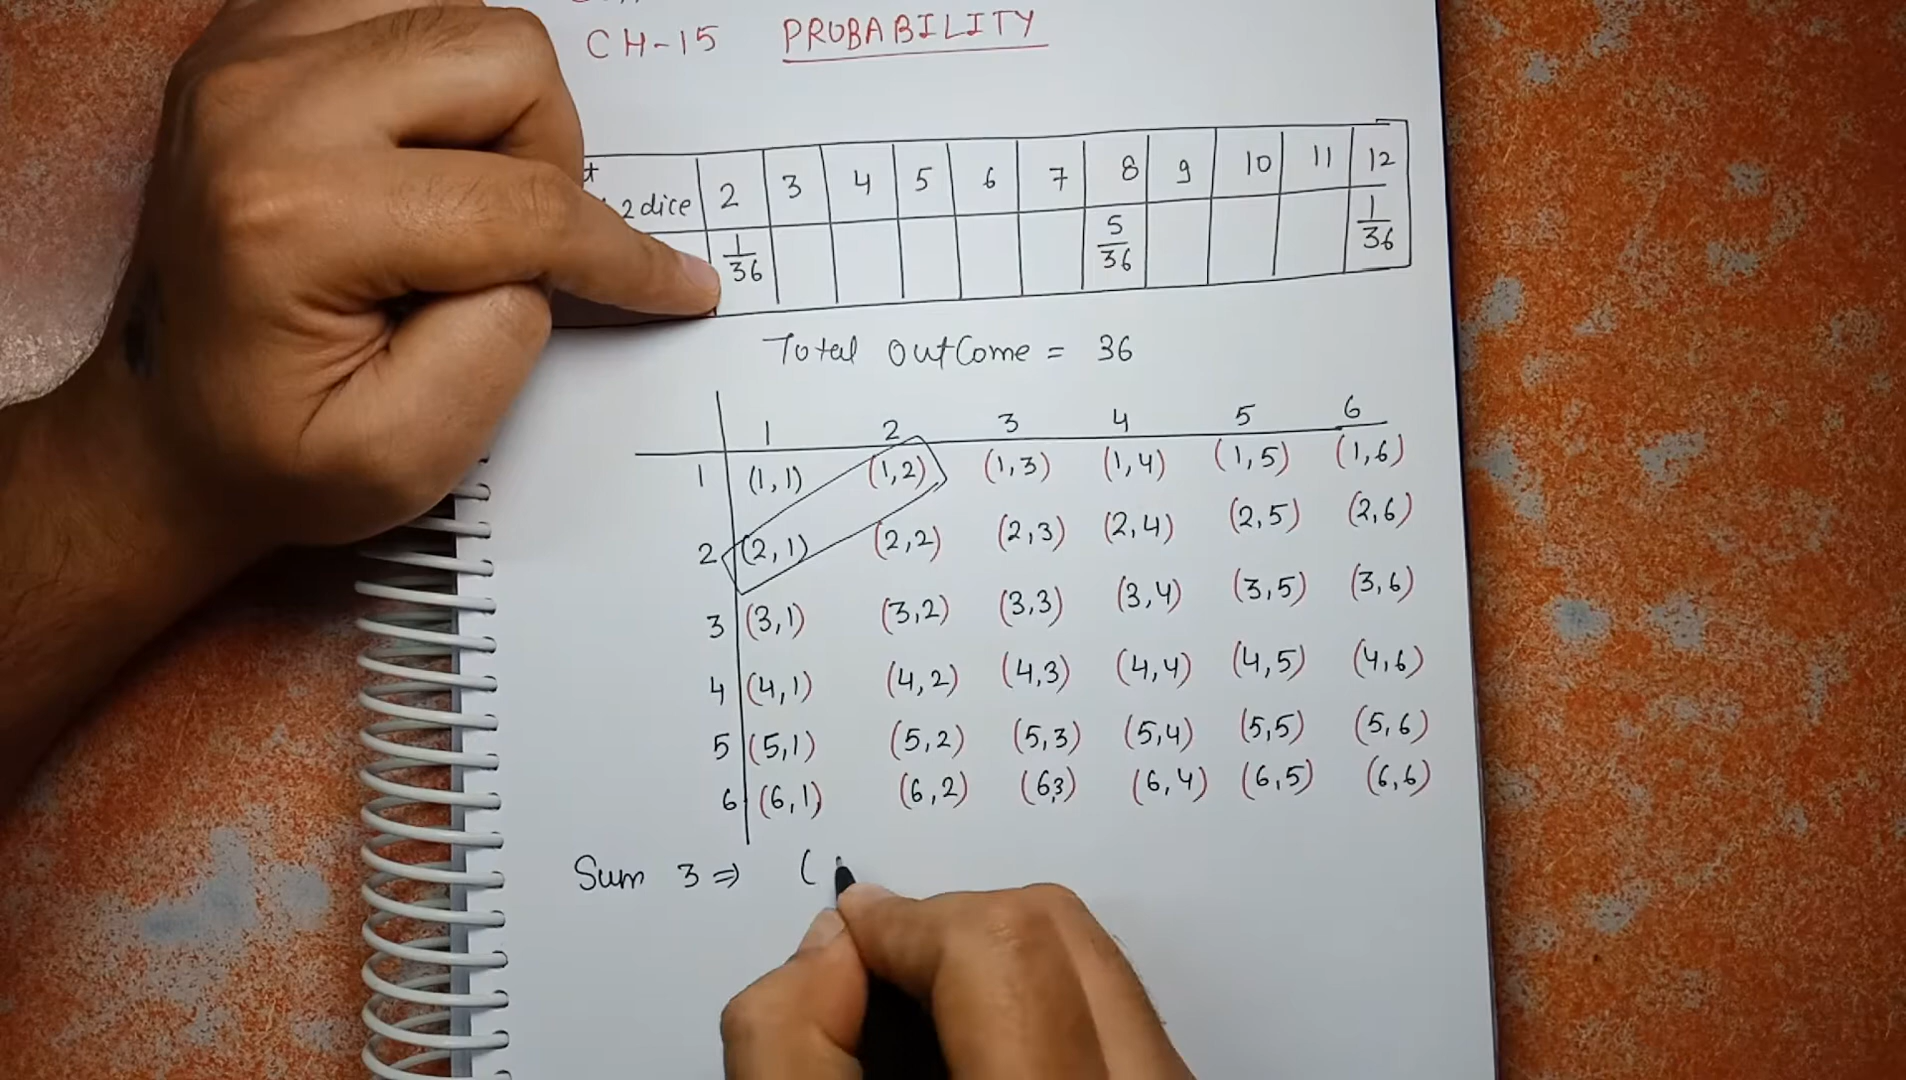 CH-15 PROBABILITY
2 dice 2 3 4 5 6 7 8 9 10 11 12
1/36 5/36 1/36
Total outCome = 36
1 2 3 4 5 6
1 (1,1) (1,2) (1,3) (1,4) (1,5) (1,6)
2 (2,1) (2,2) (2,3) (2,4) (2,5) (2,6)
3 (3,1) (3,2) (3,3) (3,4) (3,5) (3,6)
4 (4,1) (4,2) (4,3) (4,4) (4,5) (4,6)
5 (5,1) (5,2) (5,3) (5,4) (5,5) (5,6)
6 (6,1) (6,2) (6,3) (6,4) (6,5) (6,6)
Sum 3 ⇒ (